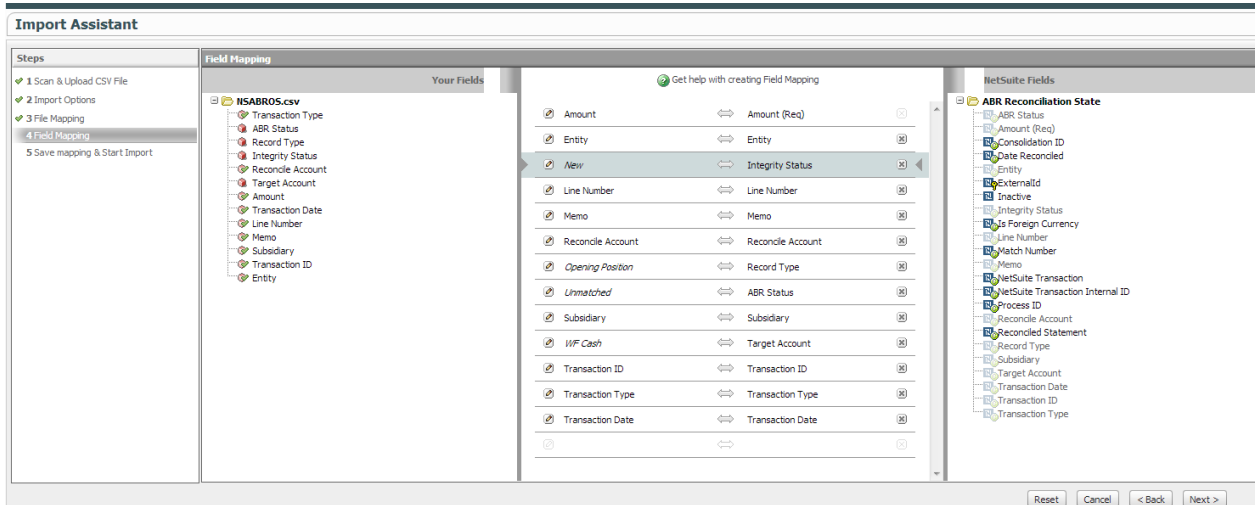 Import Assistant
Steps
1 Scan & Upload CSV File
2 Import Options
3 File Mapping
4 Field Mapping
5 Save mapping & Start Import
Field Mapping
Your Fields
NSABROS.csv
Transaction Type
ABR Status
Record Type
Integrity Status
Reconcile Account
Target Account
Amount
Transaction Date
Line Number
Memo
Subsidiary
Transaction ID
Entity
Get help with creating Field Mapping
Amount Amount (Req)
Entity Entity
New Integrity Status
Line Number Line Number
Memo Memo
Reconcile Account Reconcile Account
Opening Position Record Type
Unmatched ABR Status
Subsidiary Subsidiary
WF Cash Target Account
Transaction ID Transaction ID
Transaction Type Transaction Type
Transaction Date Transaction Date
NetSuite Fields
ABR Reconciliation State
ABR Status
Amount (Req)
Consolidation ID
Date Reconciled
Entity
ExternalId
Inactive
Integrity Status
Is Foreign Currency
Line Number
Match Number
Memo
NetSuite Transaction
NetSuite Transaction Internal ID
Process ID
Reconcile Account
Reconciled Statement
Record Type
Subsidiary
Target Account
Transaction Date
Transaction ID
Transaction Type
Reset Cancel < Back Next >